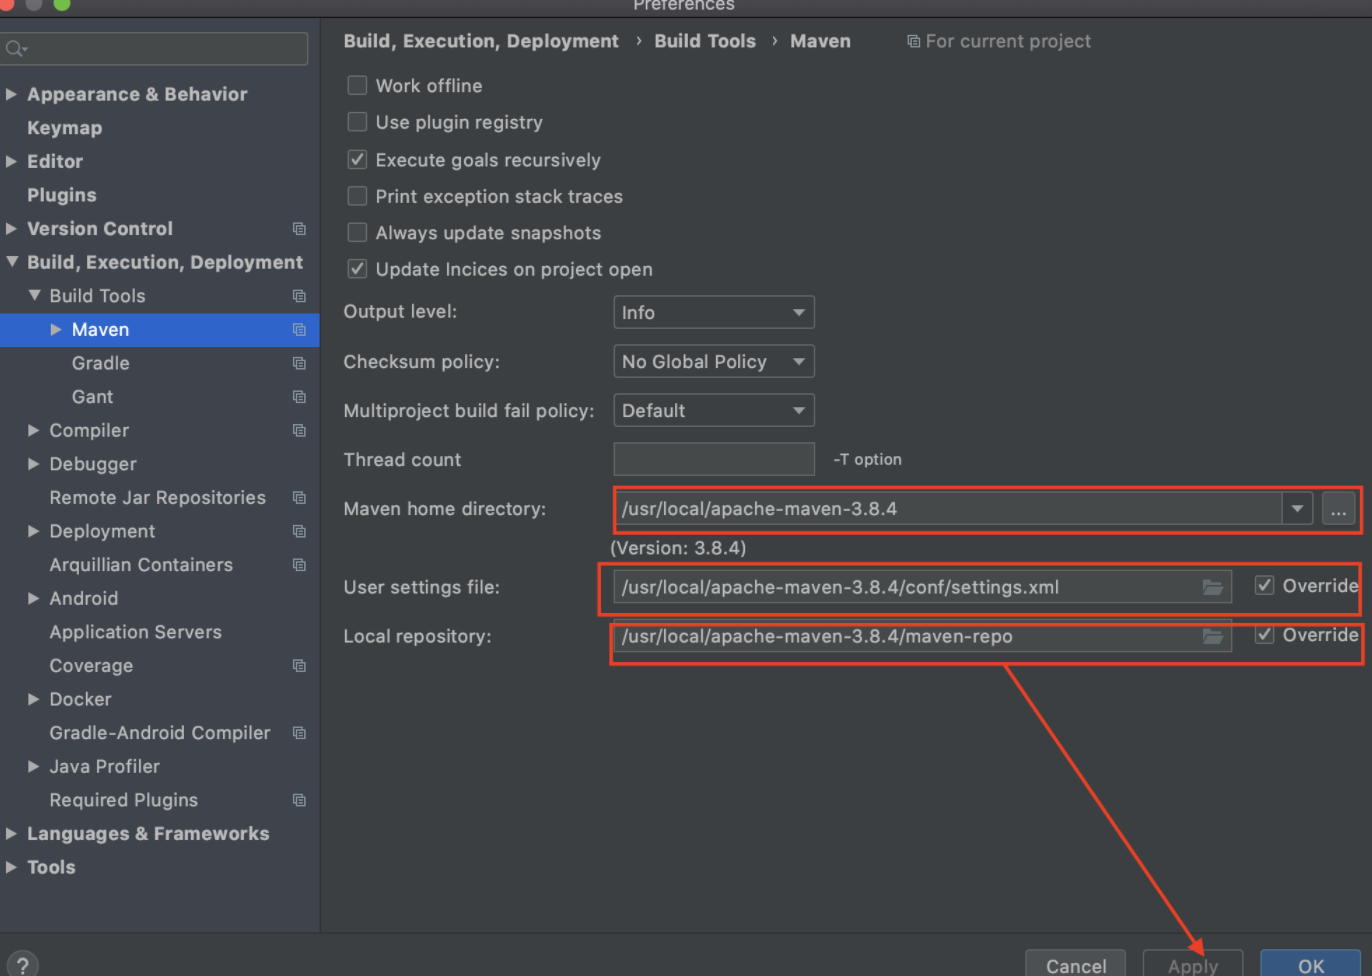 Preferences
Build, Execution, Deployment › Build Tools › Maven For current project
Appearance & Behavior
Keymap
Editor
Plugins
Version Control
Build, Execution, Deployment
Build Tools
Maven
Gradle
Gant
Compiler
Debugger
Remote Jar Repositories
Deployment
Arquillian Containers
Android
Application Servers
Coverage
Docker
Gradle-Android Compiler
Java Profiler
Required Plugins
Languages & Frameworks
Tools
Work offline
Use plugin registry
Execute goals recursively
Print exception stack traces
Always update snapshots
Update Incices on project open
Output level: Info
Checksum policy: No Global Policy
Multiproject build fail policy: Default
Thread count -T option
Maven home directory: /usr/local/apache-maven-3.8.4 ...
(Version: 3.8.4)
User settings file: /usr/local/apache-maven-3.8.4/conf/settings.xml Override
Local repository: /usr/local/apache-maven-3.8.4/maven-repo Override
? Cancel Apply OK